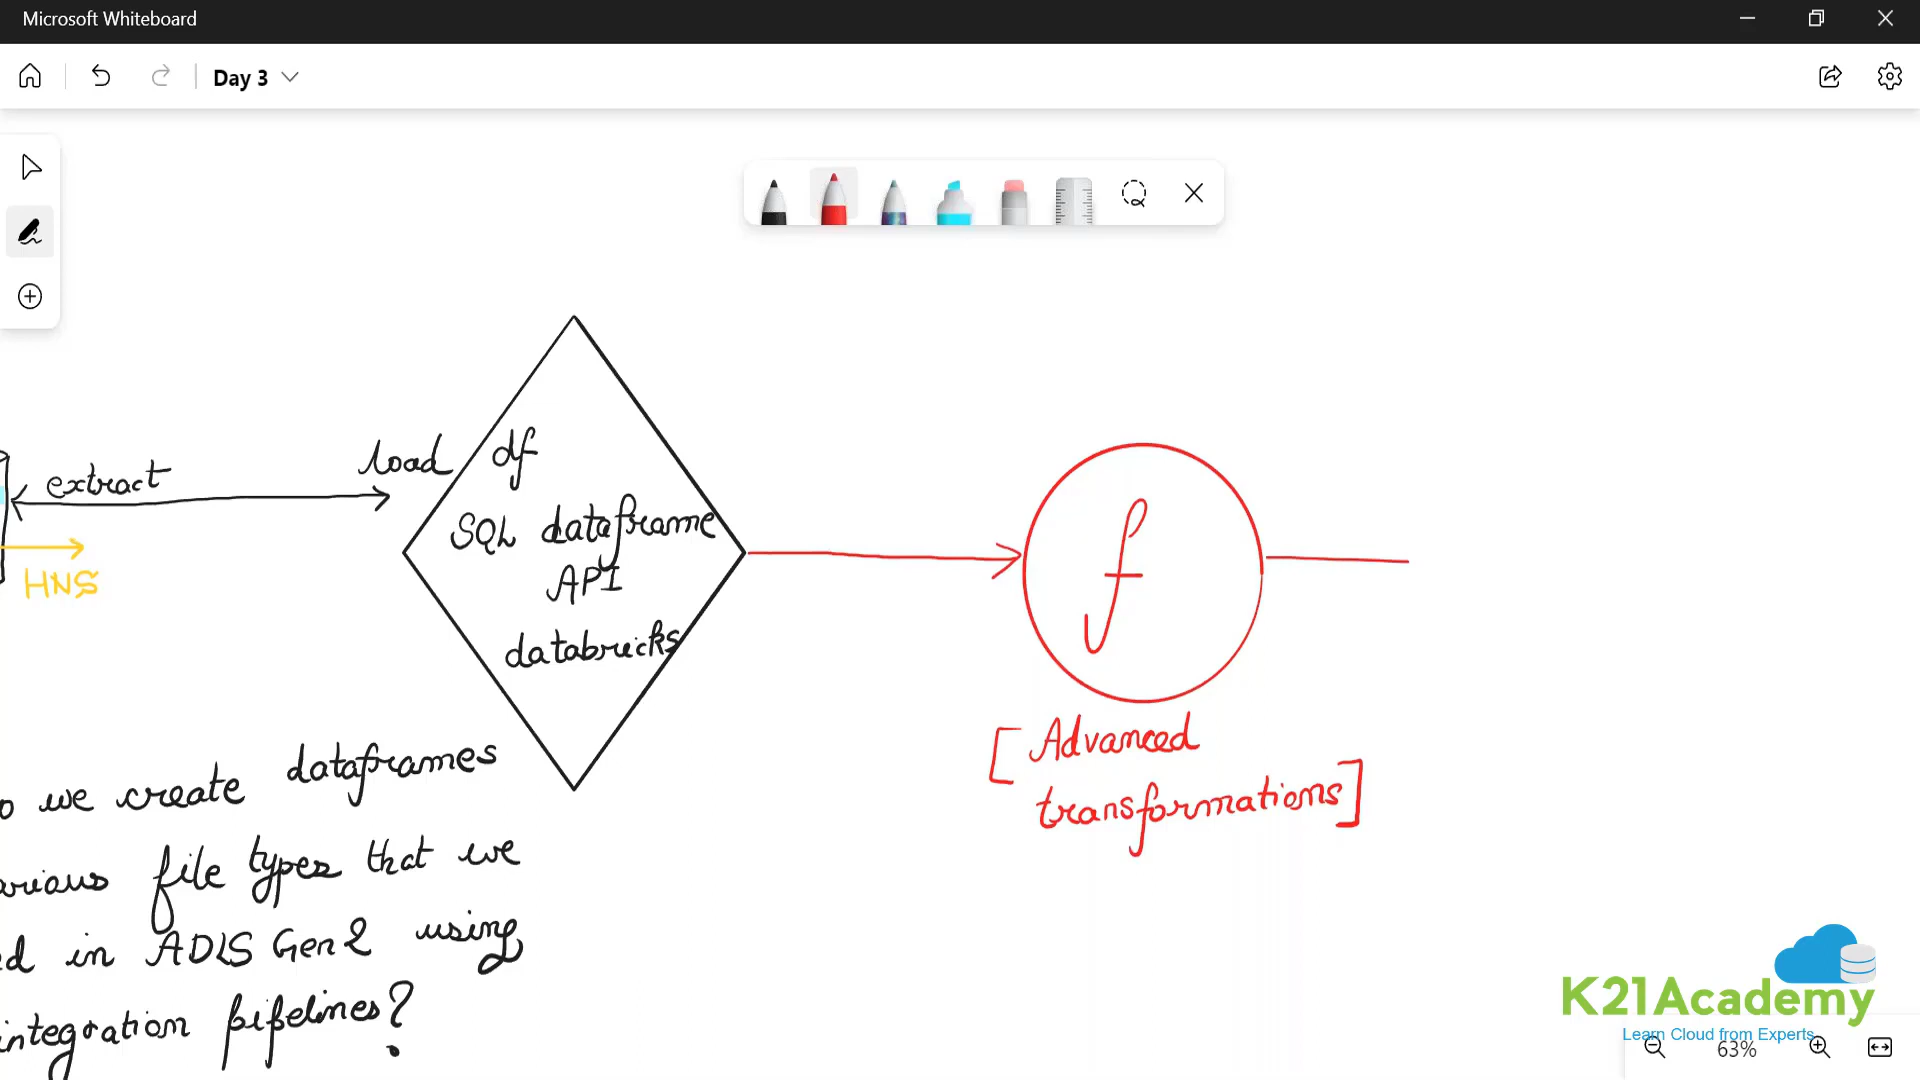 Microsoft Whiteboard
Day 3
load
df
extract
SQL dataframe
API
HNS
databricks
f
[Advanced
transformations]
we create dataframes
file types that we
in ADLS Gen2 using
integration pipelines?
K21Academy
Learn Cloud from Experts
63%